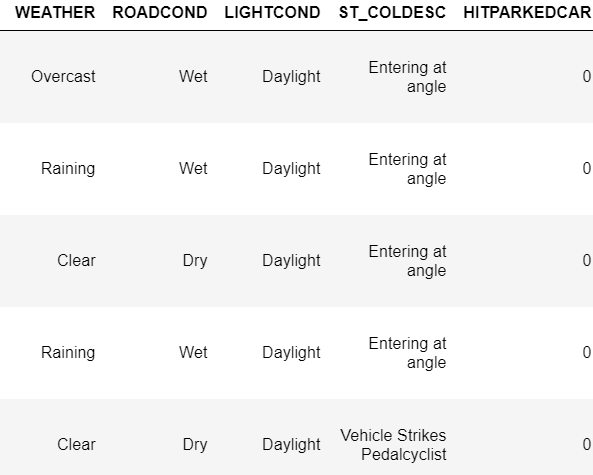 WEATHER ROADCOND LIGHTCOND ST_COLDESC HITPARKEDCAR
Overcast Wet Daylight Entering at angle 0
Raining Wet Daylight Entering at angle 0
Clear Dry Daylight Entering at angle 0
Raining Wet Daylight Entering at angle 0
Clear Dry Daylight Vehicle Strikes Pedalcyclist 0